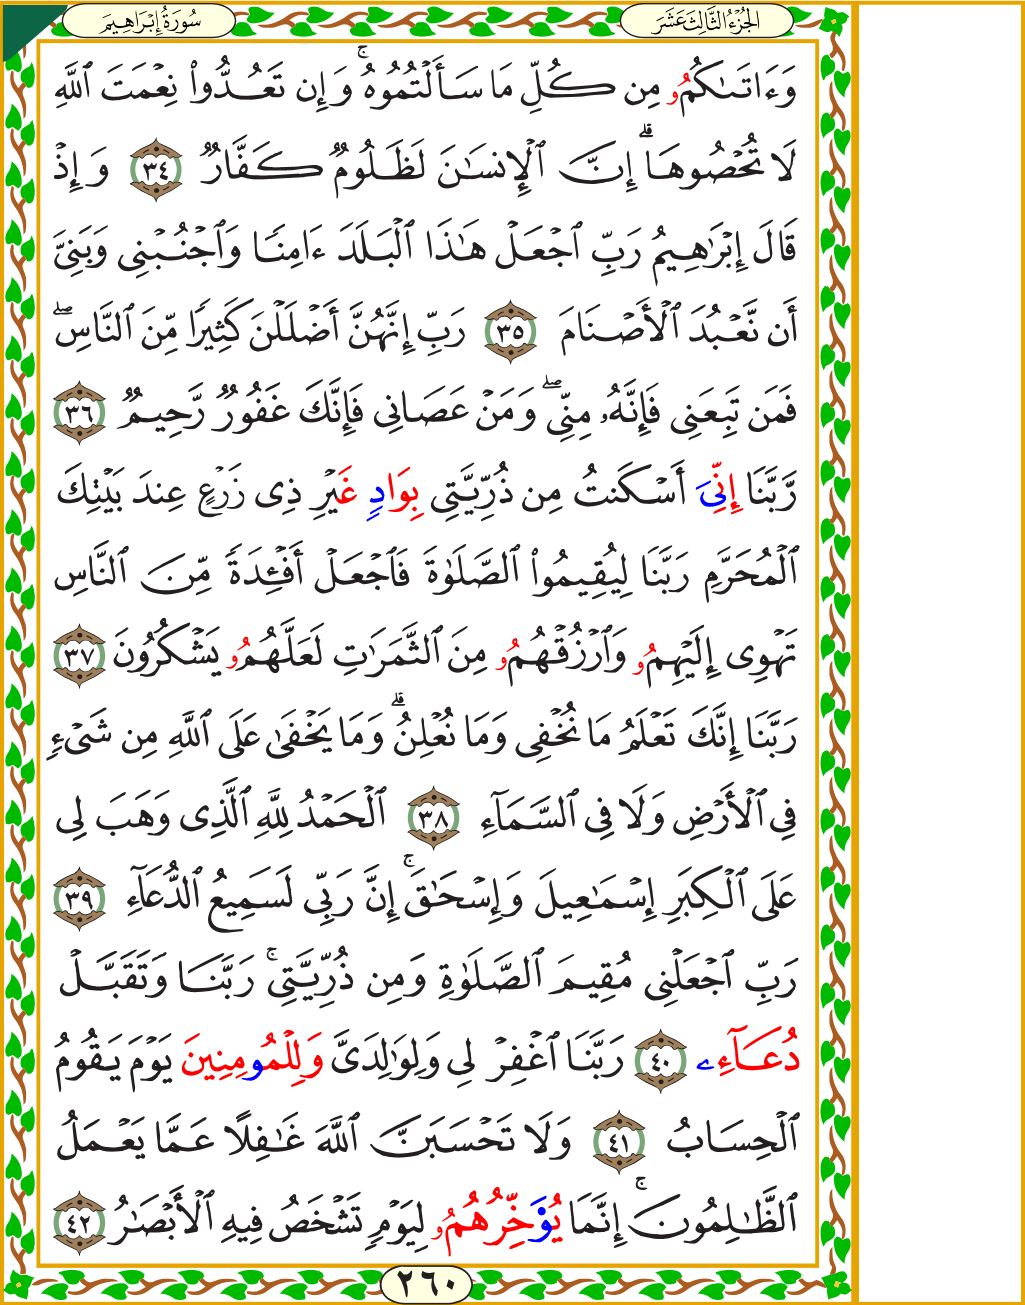 سُورَةُ إِبْرَاهِيمَ
الجُزْءُ الثَّالِثَ عَشَرَ
وَءَاتَىٰكُمُۥ مِن كُلِّ مَا سَأَلْتُمُوهُۚ وَإِن تَعُدُّوا۟ نِعْمَتَ ٱللَّهِ
لَا تُحْصُوهَاۗ إِنَّ ٱلْإِنسَٰنَ لَظَلُومٌ كَفَّارٌ ٣٤ وَإِذْ
قَالَ إِبْرَٰهِيمُ رَبِّ ٱجْعَلْ هَٰذَا ٱلْبَلَدَ ءَامِنًا وَٱجْنُبْنِى وَبَنِىَّ
أَن نَّعْبُدَ ٱلْأَصْنَامَ ٣٥ رَبِّ إِنَّهُنَّ أَضْلَلْنَ كَثِيرًا مِّنَ ٱلنَّاسِۖ
فَمَن تَبِعَنِى فَإِنَّهُۥ مِنِّىۖ وَمَنْ عَصَانِى فَإِنَّكَ غَفُورٌ رَّحِيمٌ ٣٦
رَّبَّنَا إِنِّىَ أَسْكَنتُ مِن ذُرِّيَّتِى بِوَادٍ غَيْرِ ذِى زَرْعٍ عِندَ بَيْتِكَ
ٱلْمُحَرَّمِ رَبَّنَا لِيُقِيمُوا۟ ٱلصَّلَوٰةَ فَٱجْعَلْ أَفْـِٔدَةً مِّنَ ٱلنَّاسِ
تَهْوِى إِلَيْهِمُۥ وَٱرْزُقْهُمُۥ مِنَ ٱلثَّمَرَٰتِ لَعَلَّهُمُۥ يَشْكُرُونَ ٣٧
رَبَّنَا إِنَّكَ تَعْلَمُ مَا نُخْفِى وَمَا نُعْلِنُۗ وَمَا يَخْفَىٰ عَلَى ٱللَّهِ مِن شَىْءٍ
فِى ٱلْأَرْضِ وَلَا فِى ٱلسَّمَآءِ ٣٨ ٱلْحَمْدُ لِلَّهِ ٱلَّذِى وَهَبَ لِى
عَلَى ٱلْكِبَرِ إِسْمَٰعِيلَ وَإِسْحَٰقَۚ إِنَّ رَبِّى لَسَمِيعُ ٱلدُّعَآءِ ٣٩
رَبِّ ٱجْعَلْنِى مُقِيمَ ٱلصَّلَوٰةِ وَمِن ذُرِّيَّتِىۚ رَبَّنَا وَتَقَبَّلْ
دُعَآءِۦ ٤٠ رَبَّنَا ٱغْفِرْ لِى وَلِوَٰلِدَىَّ وَلِلْمُومِنِينَ يَوْمَ يَقُومُ
ٱلْحِسَابُ ٤١ وَلَا تَحْسَبَنَّ ٱللَّهَ غَٰفِلًا عَمَّا يَعْمَلُ
ٱلظَّٰلِمُونَۚ إِنَّمَا يُؤَخِّرُهُمُۥ لِيَوْمٍ تَشْخَصُ فِيهِ ٱلْأَبْصَٰرُ ٤٢
٢٦٠